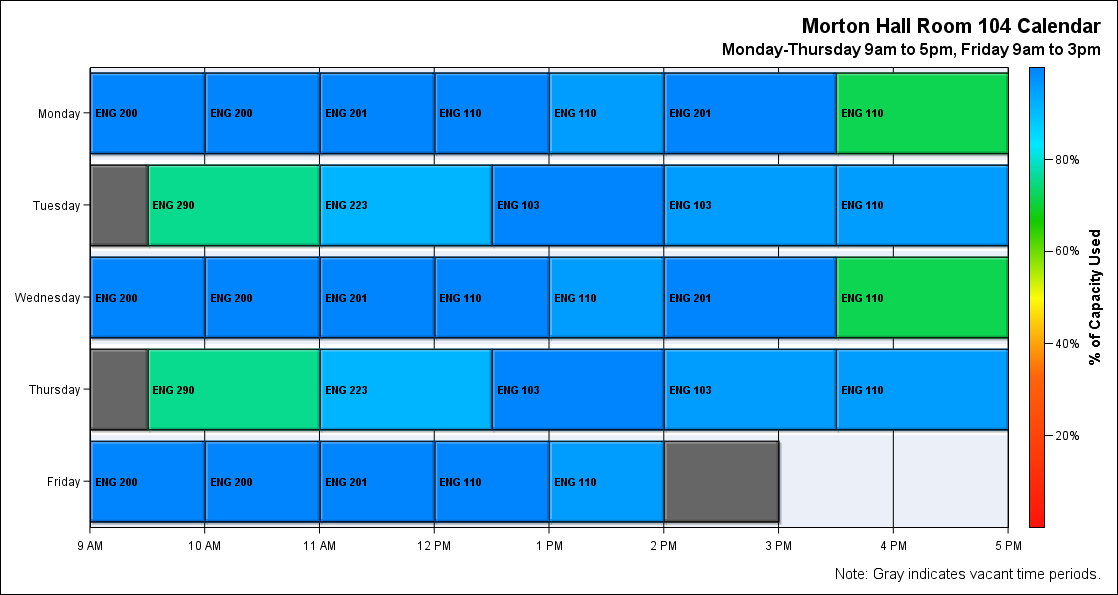 Morton Hall Room 104 Calendar
Monday-Thursday 9am to 5pm, Friday 9am to 3pm
Monday
ENG 200
ENG 200
ENG 201
ENG 110
ENG 110
ENG 201
ENG 110
Tuesday
ENG 290
ENG 223
ENG 103
ENG 103
ENG 110
Wednesday
ENG 200
ENG 200
ENG 201
ENG 110
ENG 110
ENG 201
ENG 110
Thursday
ENG 290
ENG 223
ENG 103
ENG 103
ENG 110
Friday
ENG 200
ENG 200
ENG 201
ENG 110
ENG 110
9 AM
10 AM
11 AM
12 PM
1 PM
2 PM
3 PM
4 PM
5 PM
80%
60%
40%
20%
% of Capacity Used
Note: Gray indicates vacant time periods.